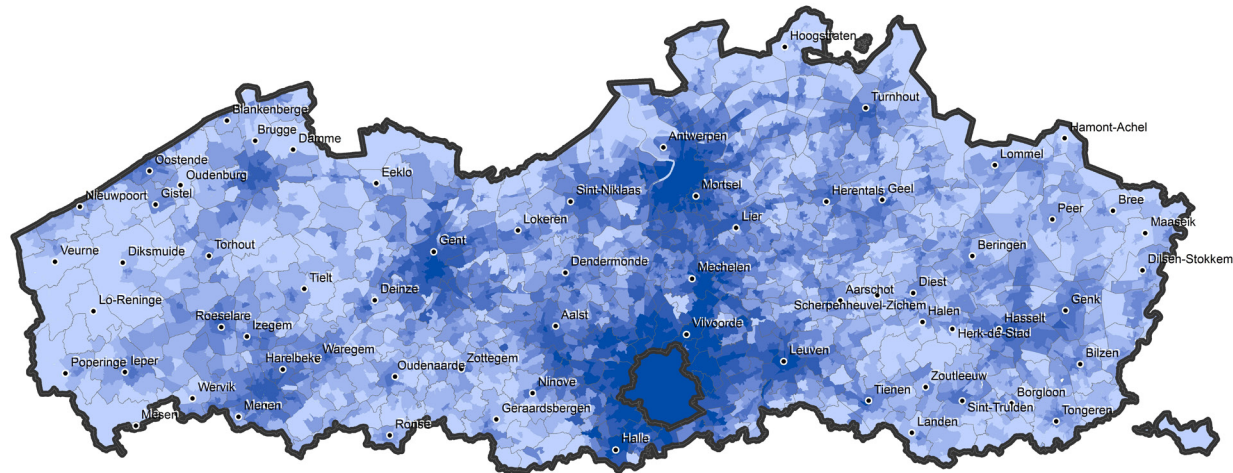 Hoogstraten
Turnhout
Blankenberge
Brugge
Damme
Antwerpen
Hamont-Achel
Lommel
Oostende
Oudenburg
Eeklo
Nieuwpoort
Gistel
Sint-Niklaas
Mortsel
Herentals
Geel
Peer
Bree
Maaseik
Lokeren
Lier
Veurne
Diksmuide
Torhout
Gent
Beringen
Dendermonde
Mechelen
Dilsen-Stokkem
Tielt
Deinze
Aarschot
Diest
Scherpenheuvel-Zichem
Lo-Reninge
Genk
Roeselare
Izegem
Aalst
Vilvoorde
Halen
Herk-de-Stad
Hasselt
Harelbeke
Waregem
Poperinge
Ieper
Oudenaarde
Zottegem
Leuven
Bilzen
Wervik
Ninove
Tienen
Zoutleeuw
Sint-Truiden
Borgloon
Mesen
Menen
Geraardsbergen
Tongeren
Ronse
Halle
Landen